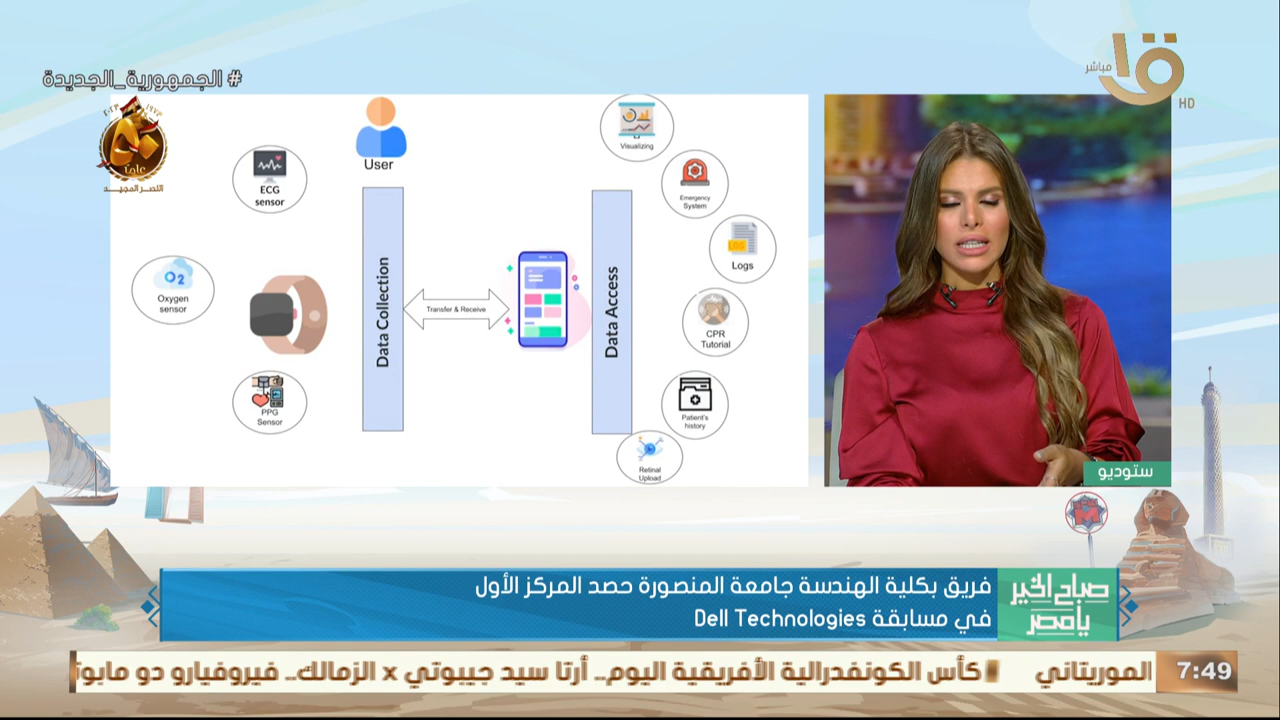 # الجمهورية_الجديدة
مباشر
HD
النصر المجيد
User
ECG
sensor
Oxygen
sensor
PPG
Sensor
Data Collection
Transfer & Receive
Data Access
Visualizing
Emergency
System
LOG
Logs
CPR
Tutorial
Patient's
history
Retinal
Upload
O2
ستوديو
صباح الخير
يا مصر
فريق بكلية الهندسة جامعة المنصورة حصد المركز الأول
في مسابقة Dell Technologies
7:49
الموريتاني ▪ كأس الكونفدرالية الأفريقية اليوم.. أرتا سيد جيبوتي x الزمالك.. فيروفيارو دو مابوتو